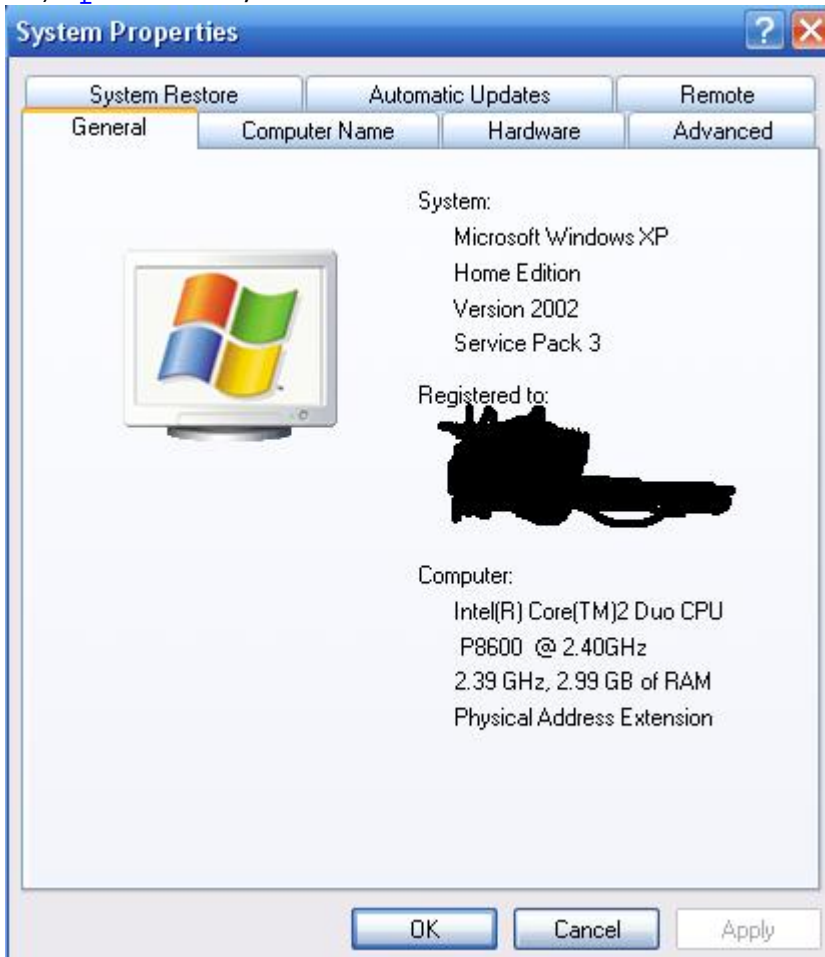 System Properties
System Restore
Automatic Updates
Remote
General
Computer Name
Hardware
Advanced
System:
Microsoft Windows XP
Home Edition
Version 2002
Service Pack 3
Registered to:
Computer:
Intel(R) Core(TM)2 Duo CPU
P8600 @ 2.40GHz
2.39 GHz, 2.99 GB of RAM
Physical Address Extension
OK
Cancel
Apply